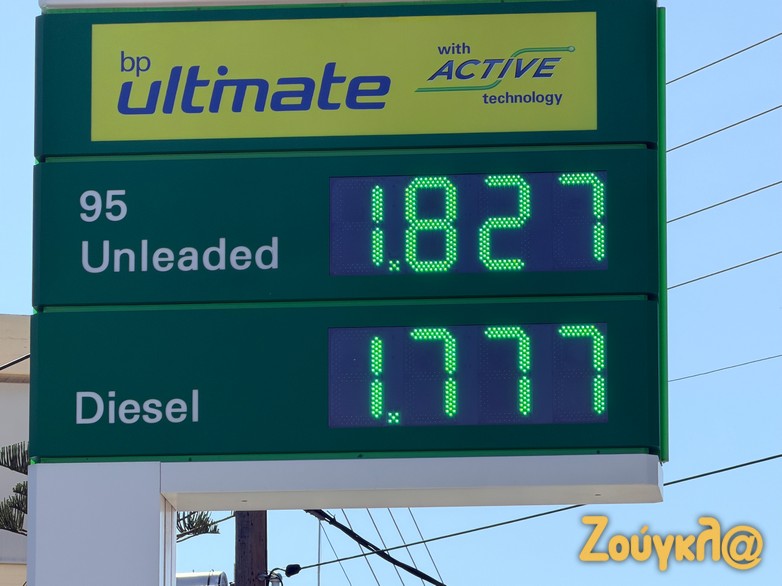 bp
ultimate
with
ACTIVE
technology
95
Unleaded
1.827
Diesel
1.777
Ζούγκλ@